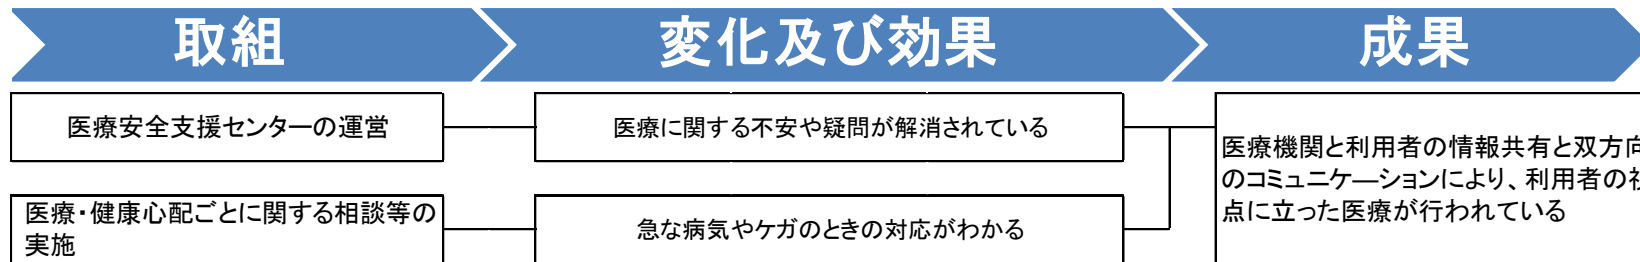 取組
変化及び効果
成果
医療安全支援センターの運営
医療に関する不安や疑問が解消されている
医療機関と利用者の情報共有と双方向
のコミュニケ―ションにより、利用者の視
点に立った医療が行われている
医療・健康心配ごとに関する相談等の
実施
急な病気やケガのときの対応がわかる